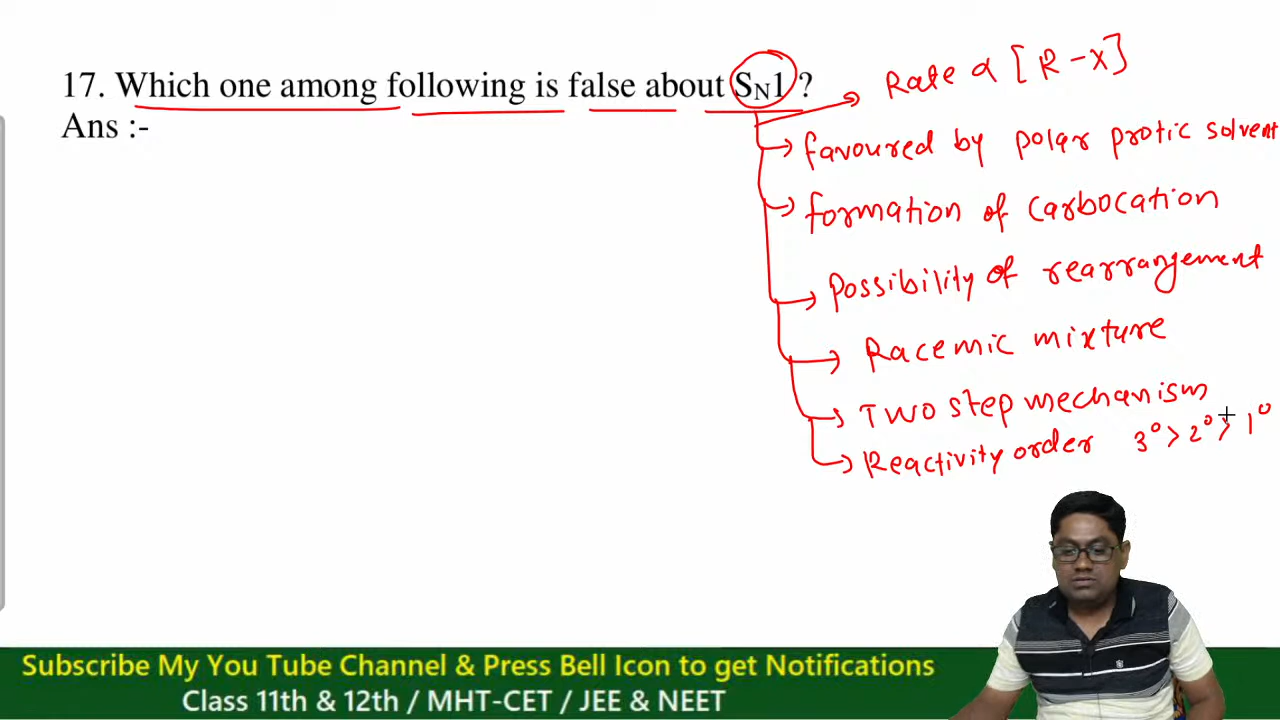 17. Which one among following is false about SN1 ?
Ans :-
Rate α [R-X]
favoured by polar protic solvent
formation of carbocation
Possibility of rearrangement
Racemic mixture
Two step mechanism
Reactivity order 3° > 2° > 1°
Subscribe My You Tube Channel & Press Bell Icon to get Notifications
Class 11th & 12th / MHT-CET / JEE & NEET